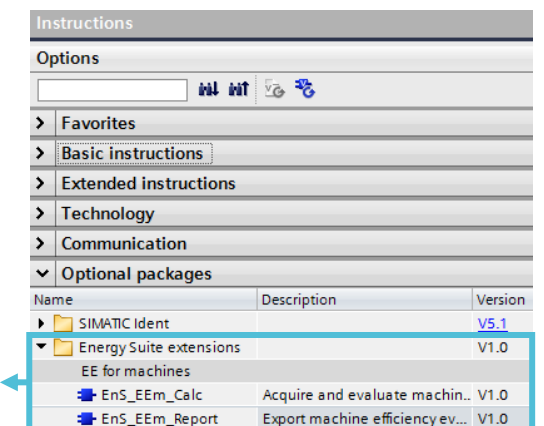 Instructions
Options
Favorites
Basic instructions
Extended instructions
Technology
Communication
Optional packages
Name Description Version
SIMATIC Ident V5.1
Energy Suite extensions V1.0
EE for machines
EnS_EEm_Calc Acquire and evaluate machin.. V1.0
EnS_EEm_Report Export machine efficiency ev... V1.0